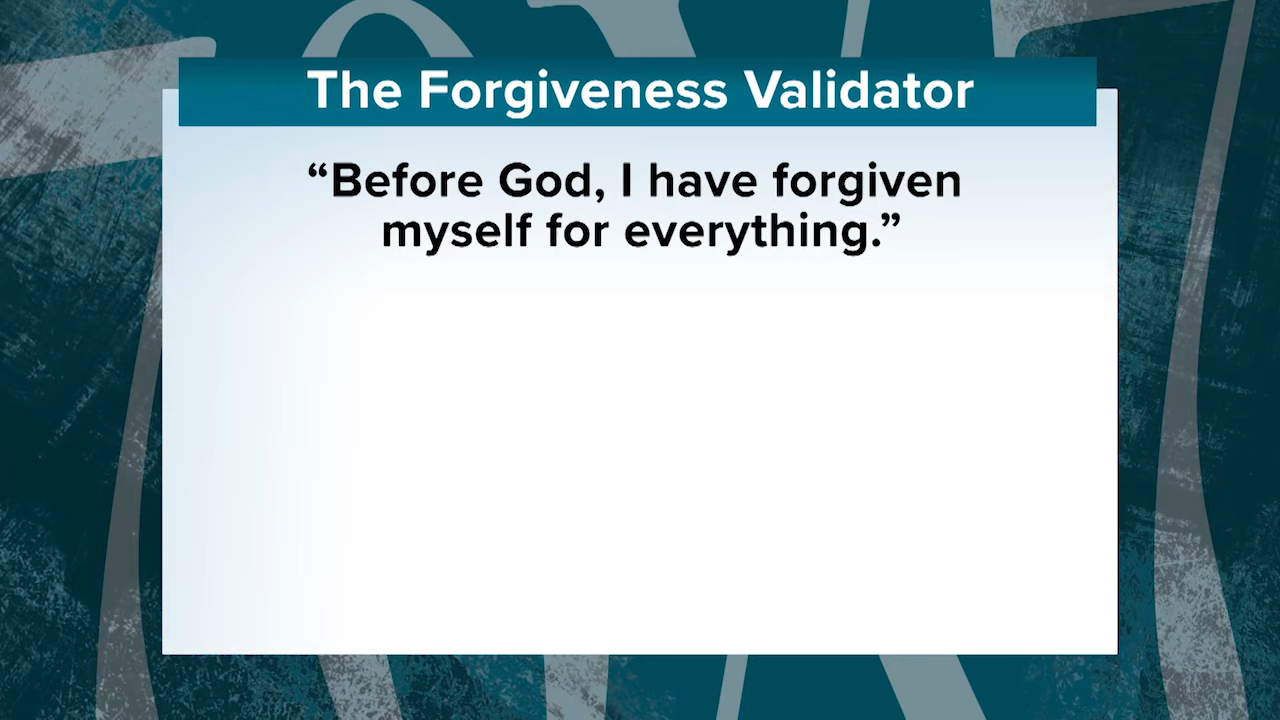 The Forgiveness Validator
“Before God, I have forgiven
myself for everything.”